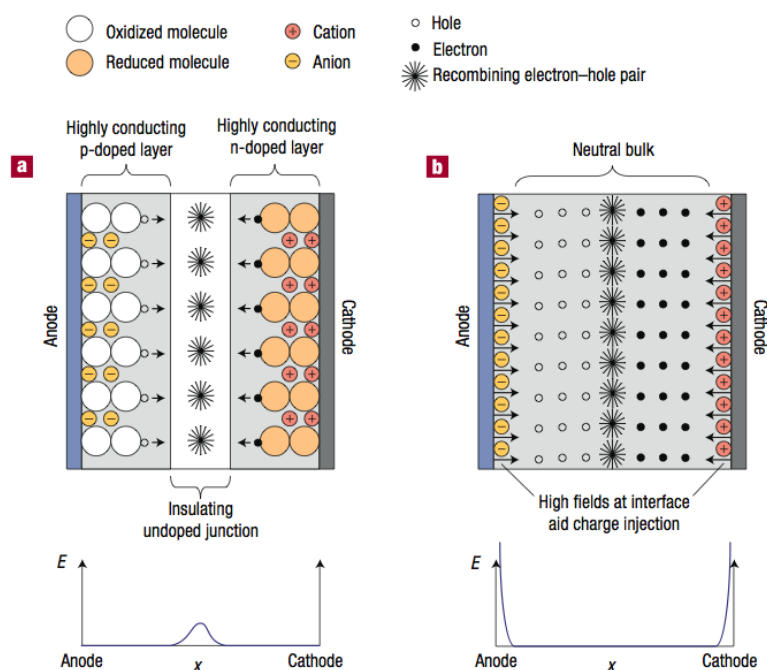 Oxidized molecule
Reduced molecule
+ Cation
− Anion
Hole
Electron
Recombining electron–hole pair
a
Highly conducting
p-doped layer
Highly conducting
n-doped layer
Anode
Cathode
Insulating
undoped junction
E
Anode
x
Cathode
b
Neutral bulk
Anode
Cathode
High fields at interface
aid charge injection
E
E
Anode
x
Cathode